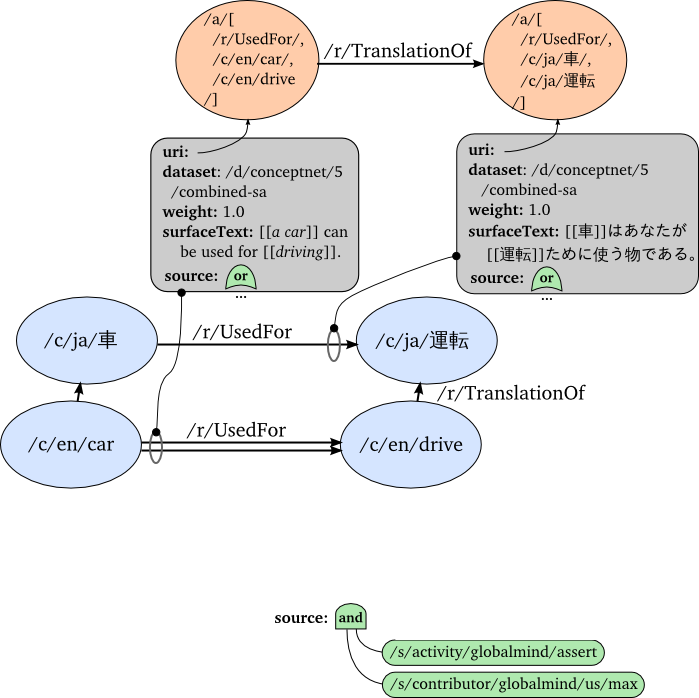 /a/[
/r/UsedFor/,
/c/en/car/,
/c/en/drive
/]
/r/TranslationOf
/a/[
/r/UsedFor/,
/c/ja/車/,
/c/ja/運転
/]
uri:
dataset: /d/conceptnet/5
/combined-sa
weight: 1.0
surfaceText: [[a car]] can
be used for [[driving]].
source: or
...
uri:
dataset: /d/conceptnet/5
/combined-sa
weight: 1.0
surfaceText: [[車]]はあなたが
[[運転]]ために使う物である。
source: or
...
/c/ja/車
/r/UsedFor
/c/ja/運転
/r/TranslationOf
/c/en/car
/r/UsedFor
/c/en/drive
source: and
/s/activity/globalmind/assert
/s/contributor/globalmind/us/max